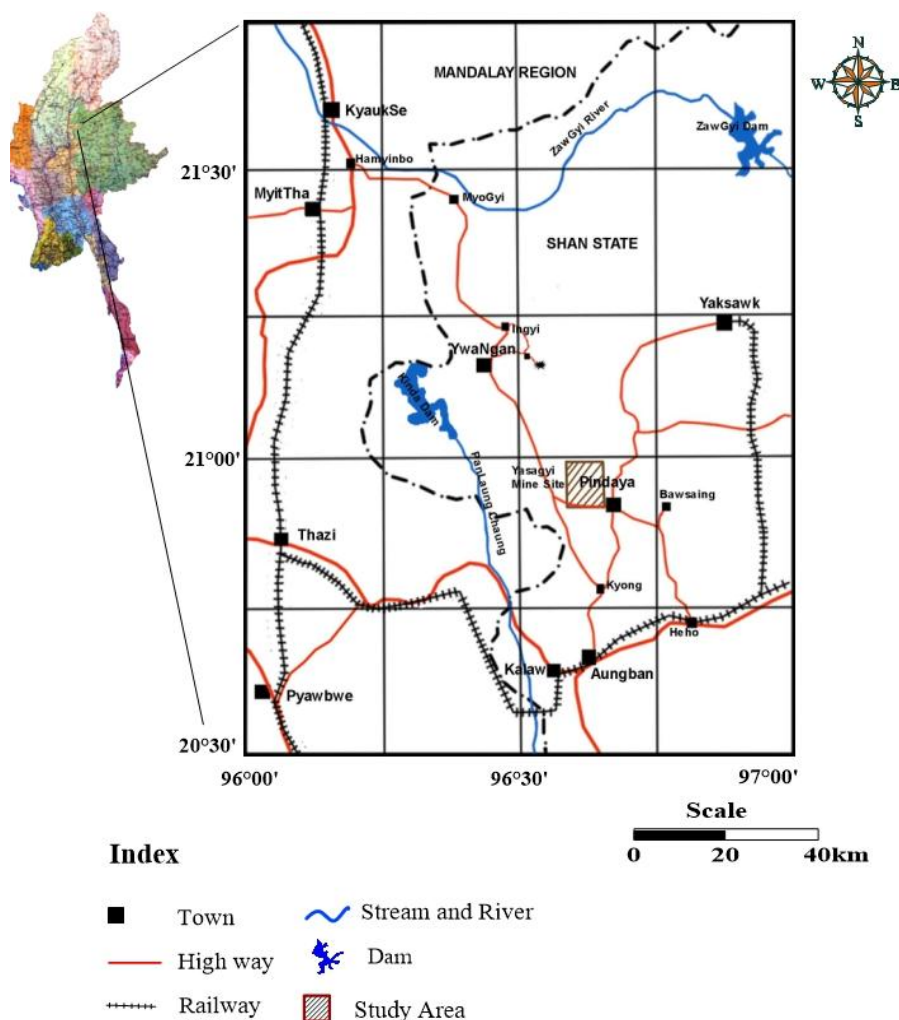 N
W E
S
MANDALAY REGION
KyaukSe
ZawGyi River
ZawGyi Dam
Hamyinbo
21°30'
MyitTha
MyoGyi
SHAN STATE
Yaksawk
Ingyi
YwaNgan
Kinda Dam
21°00'
PanLaung Chaung
Yasagyi
Mine Site
Pindaya
Bawsaing
Thazi
Kyong
Heho
Kalaw
Aungban
Pyawbwe
20°30'
96°00' 96°30' 97°00'
Scale
0 20 40km
Index
Town
Stream and River
High way
Dam
Railway
Study Area